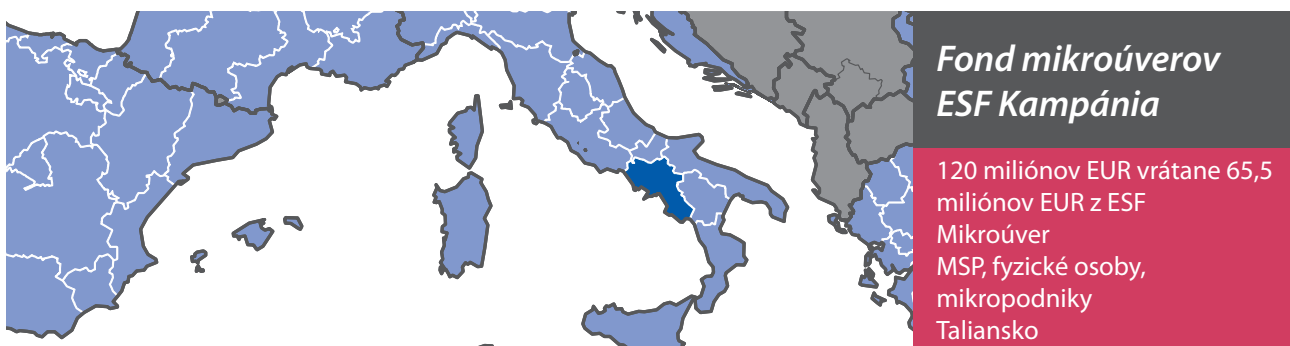 Fond mikroúverov
ESF Kampánia
120 miliónov EUR vrátane 65,5
miliónov EUR z ESF
Mikroúver
MSP, fyzické osoby,
mikropodniky
Taliansko